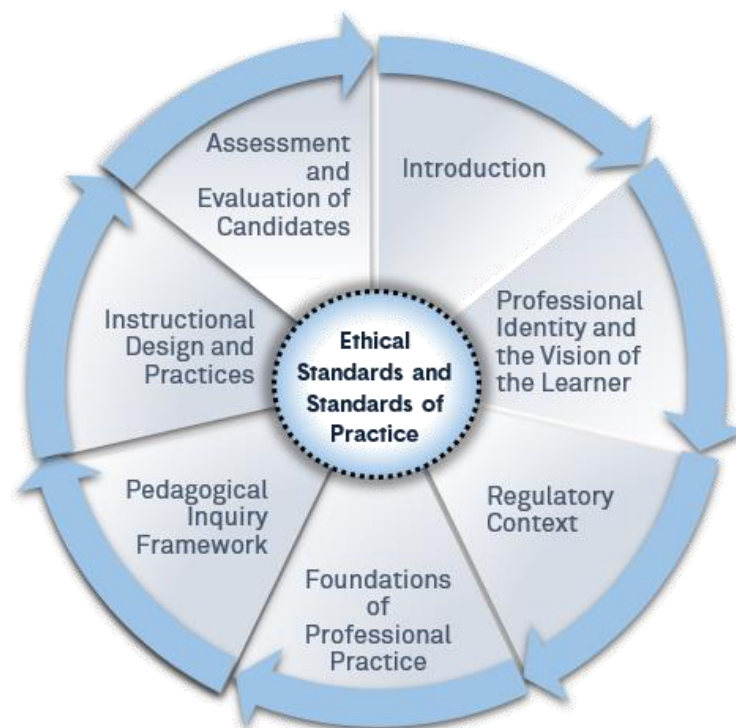 Introduction
Professional
Identity and
the Vision of
the Learner
Regulatory
Context
Foundations
of
Professional
Practice
Pedagogical
Inquiry
Framework
Instructional
Design and
Practices
Assessment
and
Evaluation of
Candidates
Ethical
Standards and
Standards of
Practice